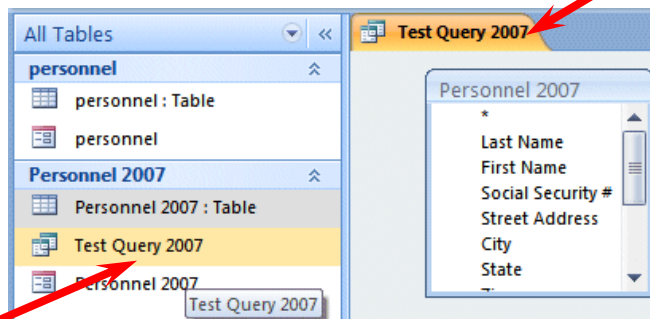 All Tables
personnel
personnel : Table
personnel
Personnel 2007
Personnel 2007 : Table
Test Query 2007
Personnel 2007
Test Query 2007
Test Query 2007
Personnel 2007
*
Last Name
First Name
Social Security #
Street Address
City
State